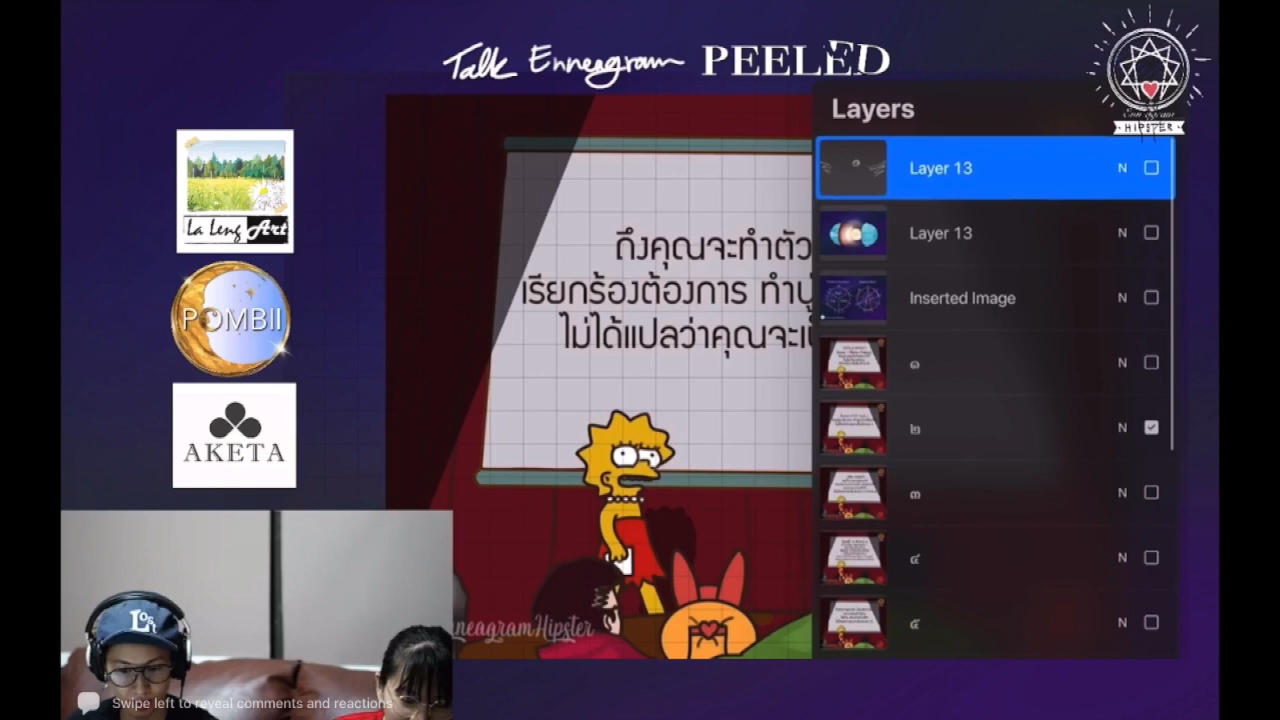 Talk Enneagram PEELED
Enneagram
HIPSTER
Layers
Layer 13 N
Layer 13 N
Inserted Image N
๑ N
๒ N
๓ N
๔ N
๕ N
La Leng Art
POMBII
AKETA
ถึงคุณจะทำตัว
เรียกร้องต้องการ ทำ
ไม่ได้แปลว่าคุณจะ
neagramHipster
Swipe left to reveal comments and reactions